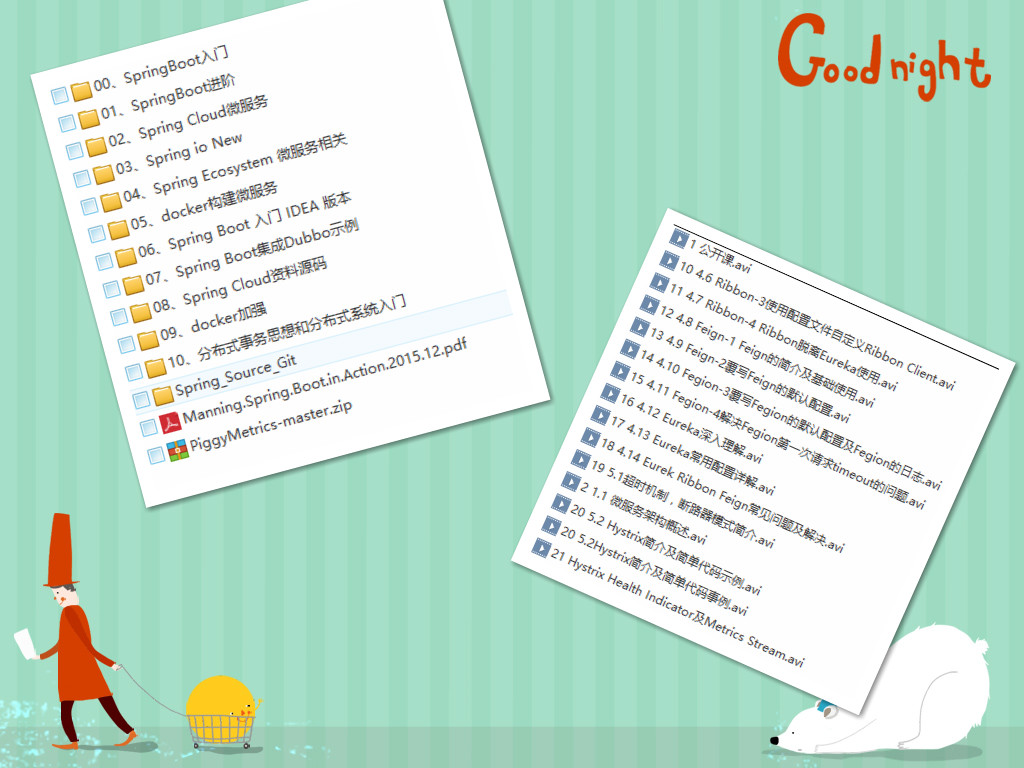 Good night
00、SpringBoot入门
01、SpringBoot进阶
02、Spring Cloud微服务
03、Spring io New
04、Spring Ecosystem 微服务相关
05、docker构建微服务
06、Spring Boot 入门 IDEA 版本
07、Spring Boot集成Dubbo示例
08、Spring Cloud资料源码
09、docker加强
10、分布式事务思想和分布式系统入门
Spring_Source_Git
Manning.Spring.Boot.in.Action.2015.12.pdf
PiggyMetrics-master.zip
1 公开课.avi
10 4.6 Ribbon-3使用配置文件自定义Ribbon Client.avi
11 4.7 Ribbon-4 Ribbon脱离Eureka使用.avi
12 4.8 Feign-1 Feign的简介及基础使用.avi
13 4.9 Feign-2覆写Feign的默认配置.avi
14 4.10 Fegion-3覆写Fegion的默认配置及Fegion的日志.avi
15 4.11 Fegion-4解决Fegion第一次请求timeout的问题.avi
16 4.12 Eureka深入理解.avi
17 4.13 Eureka常用配置详解.avi
18 4.14 Eurek Ribbon Feign常见问题及解决.avi
19 5.1超时机制，断路器模式简介.avi
2 1.1 微服务架构概述.avi
20 5.2 Hystrix简介及简单代码示例.avi
20 5.2Hystrix简介及简单代码事例.avi
21 Hystrix Health Indicator及Metrics Stream.avi